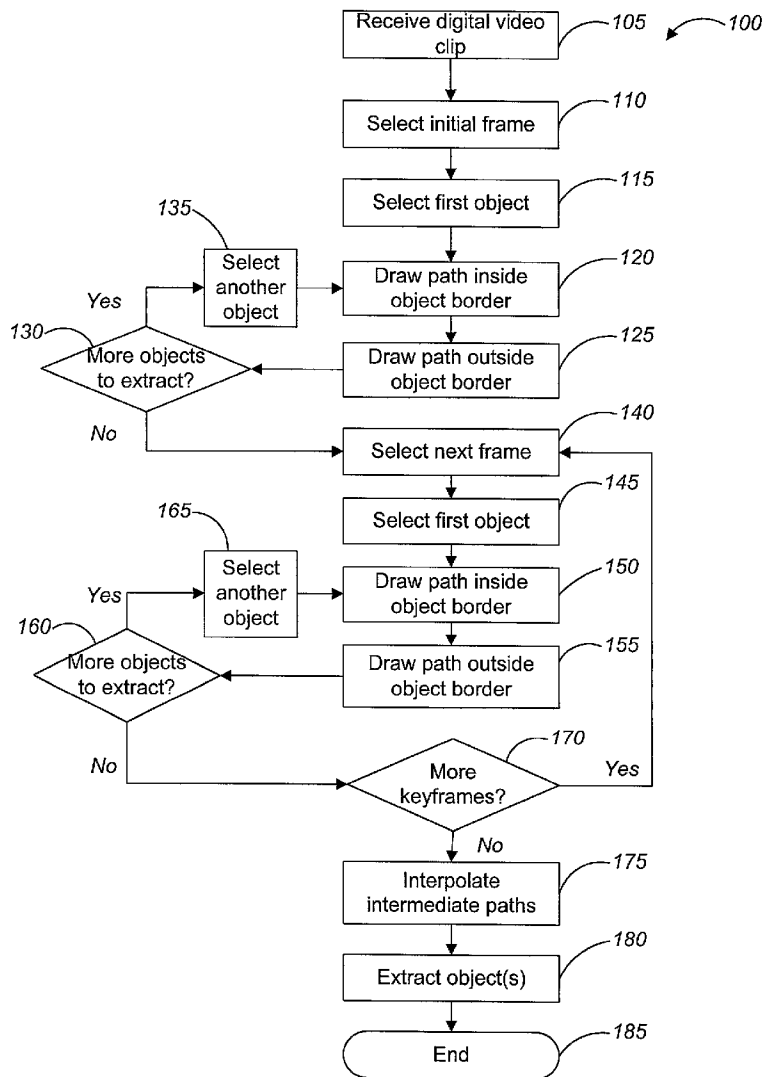 Receive digital video
clip
105
100
Select initial frame
110
Select first object
115
135
Select
another
object
Yes
Draw path inside
object border
120
130
More objects
to extract?
Draw path outside
object border
125
No
Select next frame
140
Select first object
145
165
Select
another
object
Yes
Draw path inside
object border
150
160
More objects
to extract?
Draw path outside
object border
155
No
More
keyframes?
170
Yes
No
Interpolate
intermediate paths
175
Extract object(s)
180
End
185